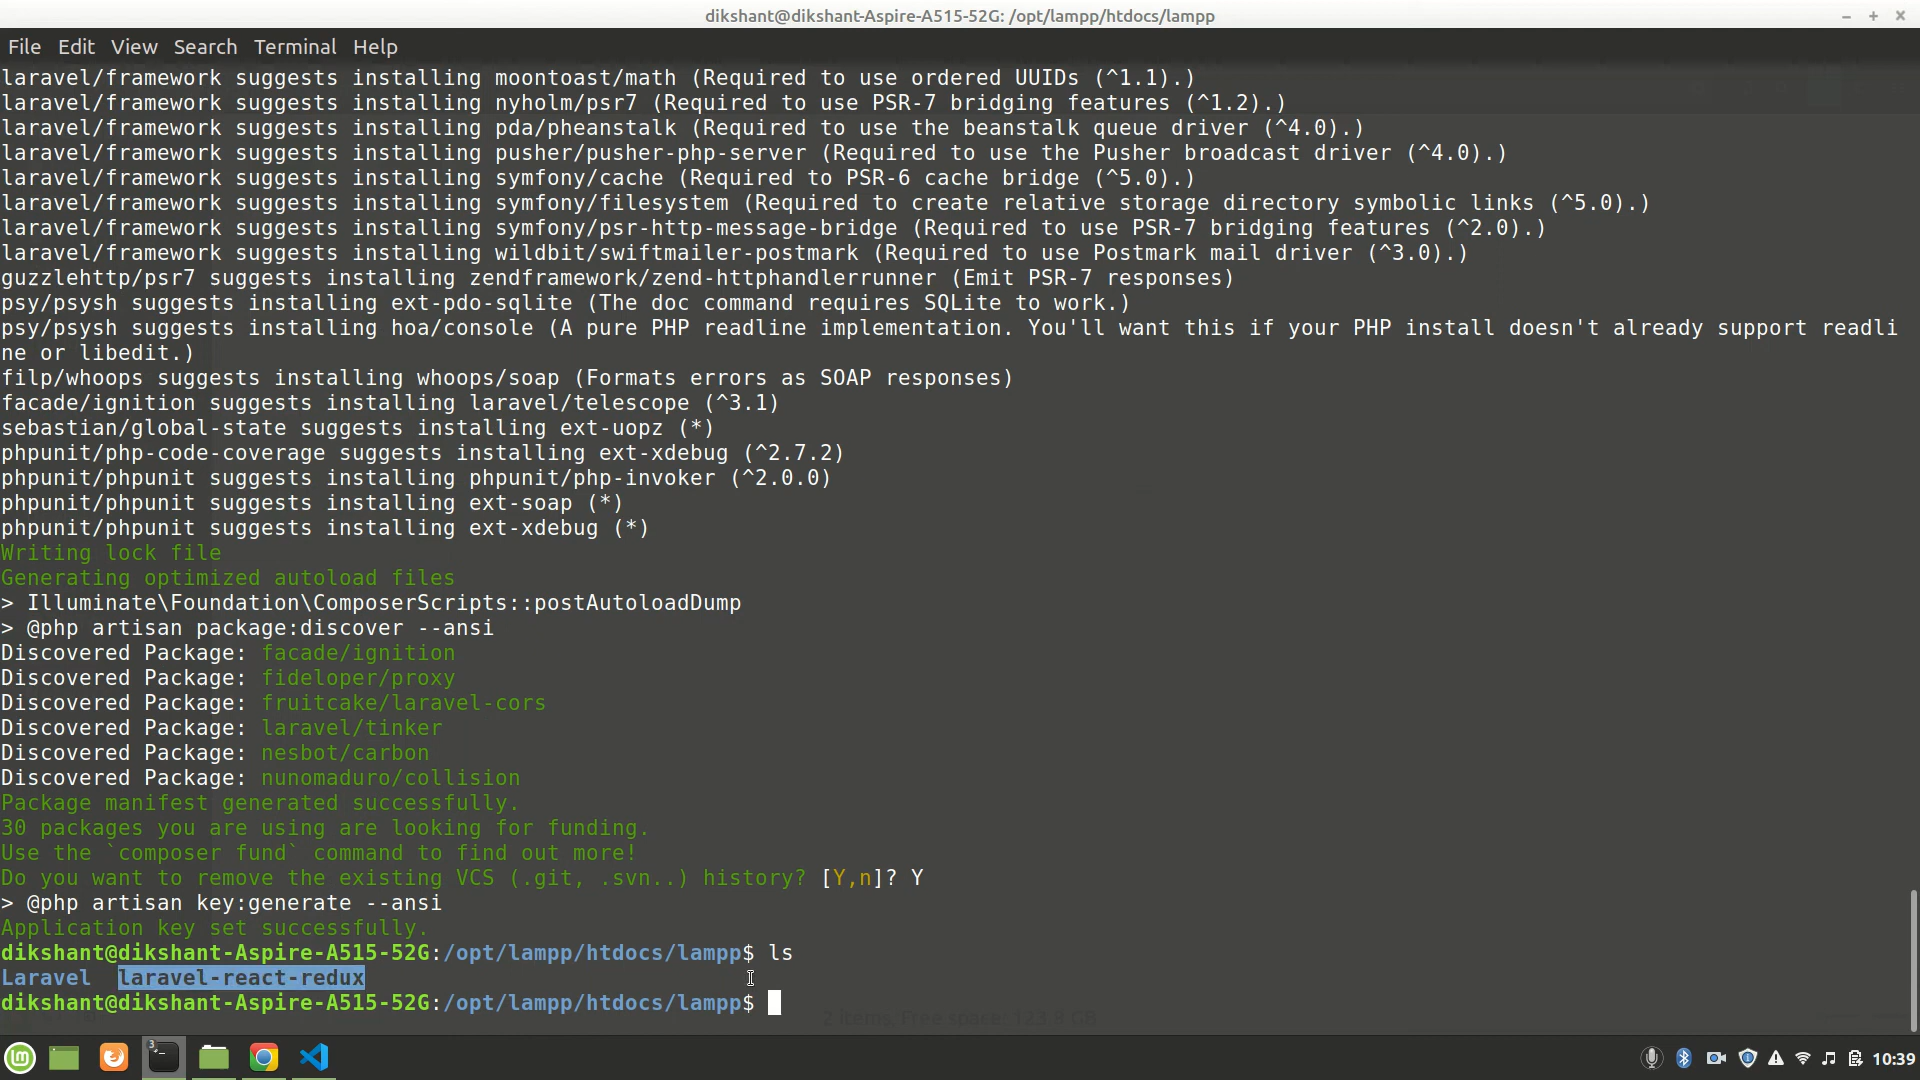 dikshant@dikshant-Aspire-A515-52G: /opt/lampp/htdocs/lampp
File Edit View Search Terminal Help
laravel/framework suggests installing moontoast/math (Required to use ordered UUIDs (^1.1).)
laravel/framework suggests installing nyholm/psr7 (Required to use PSR-7 bridging features (^1.2).)
laravel/framework suggests installing pda/pheanstalk (Required to use the beanstalk queue driver (^4.0).)
laravel/framework suggests installing pusher/pusher-php-server (Required to use the Pusher broadcast driver (^4.0).)
laravel/framework suggests installing symfony/cache (Required to PSR-6 cache bridge (^5.0).)
laravel/framework suggests installing symfony/filesystem (Required to create relative storage directory symbolic links (^5.0).)
laravel/framework suggests installing symfony/psr-http-message-bridge (Required to use PSR-7 bridging features (^2.0).)
laravel/framework suggests installing wildbit/swiftmailer-postmark (Required to use Postmark mail driver (^3.0).)
guzzlehttp/psr7 suggests installing zendframework/zend-httphandlerrunner (Emit PSR-7 responses)
psy/psysh suggests installing ext-pdo-sqlite (The doc command requires SQLite to work.)
psy/psysh suggests installing hoa/console (A pure PHP readline implementation. You'll want this if your PHP install doesn't already support readli
ne or libedit.)
filp/whoops suggests installing whoops/soap (Formats errors as SOAP responses)
facade/ignition suggests installing laravel/telescope (^3.1)
sebastian/global-state suggests installing ext-uopz (*)
phpunit/php-code-coverage suggests installing ext-xdebug (^2.7.2)
phpunit/phpunit suggests installing phpunit/php-invoker (^2.0.0)
phpunit/phpunit suggests installing ext-soap (*)
phpunit/phpunit suggests installing ext-xdebug (*)
Writing lock file
Generating optimized autoload files
> Illuminate\Foundation\ComposerScripts::postAutoloadDump
> @php artisan package:discover --ansi
Discovered Package: facade/ignition
Discovered Package: fideloper/proxy
Discovered Package: fruitcake/laravel-cors
Discovered Package: laravel/tinker
Discovered Package: nesbot/carbon
Discovered Package: nunomaduro/collision
Package manifest generated successfully.
30 packages you are using are looking for funding.
Use the `composer fund` command to find out more!
Do you want to remove the existing VCS (.git, .svn..) history? [Y,n]? Y
> @php artisan key:generate --ansi
Application key set successfully.
dikshant@dikshant-Aspire-A515-52G:/opt/lampp/htdocs/lampp$ ls
Laravel laravel-react-redux
dikshant@dikshant-Aspire-A515-52G:/opt/lampp/htdocs/lampp$
2 items, Free space: 123.8 GB
3
10:39